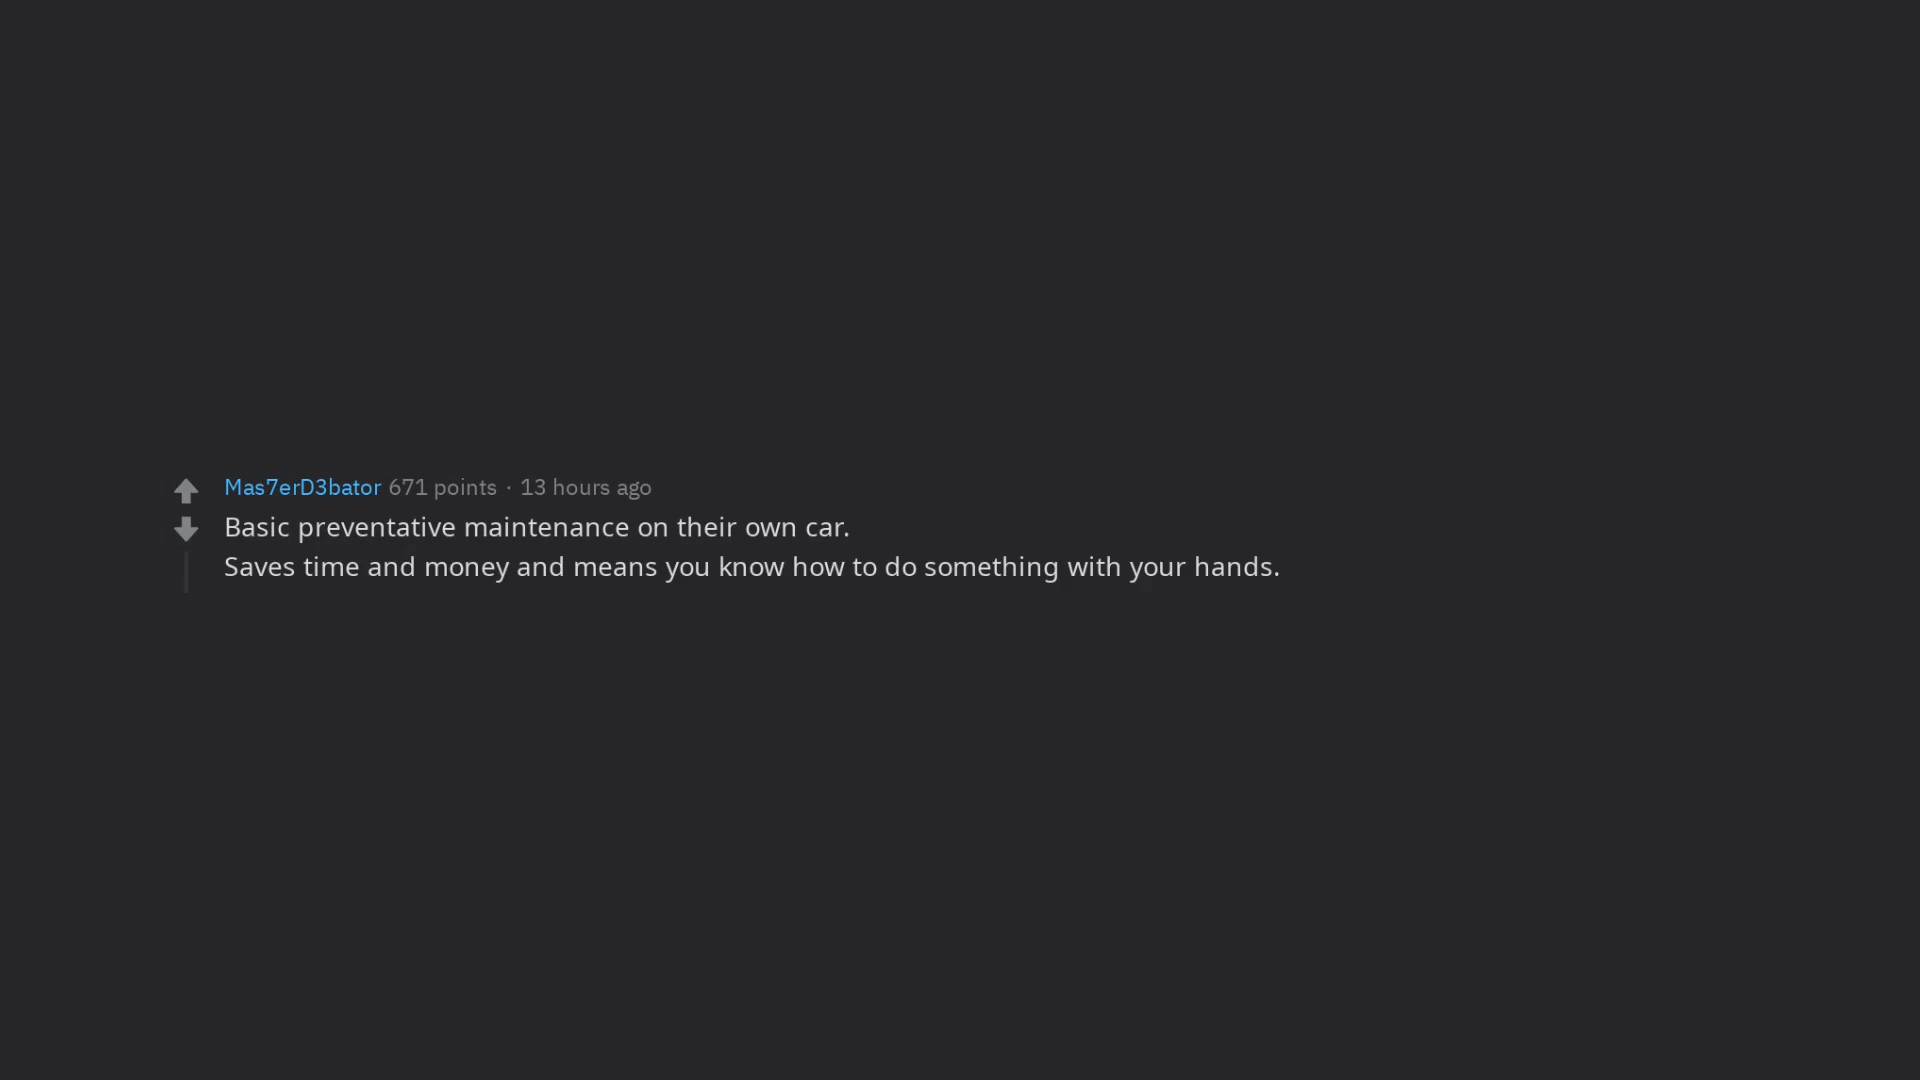 Mas7erD3bator 671 points · 13 hours ago
Basic preventative maintenance on their own car.
Saves time and money and means you know how to do something with your hands.